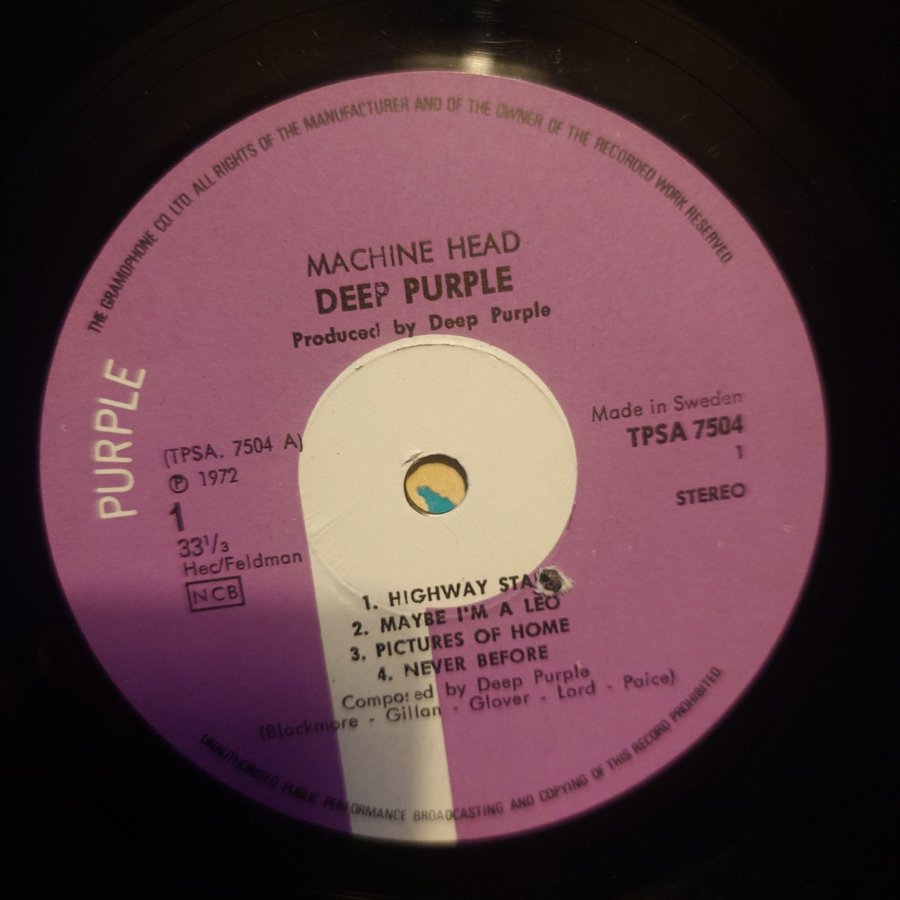 THE GRAMOPHONE CO. LTD. ALL RIGHTS OF THE MANUFACTURER AND OF THE OWNER OF THE RECORDED WORK RESERVED.
MACHINE HEAD
DEEP PURPLE
Produced by Deep Purple
PURPLE
(TPSA. 7504 A)
℗ 1972
1
33⅓
Hec/Feldman
NCB
Made in Sweden
TPSA 7504
1
STEREO
1. HIGHWAY STA
2. MAYBE I'M A LEO
3. PICTURES OF HOME
4. NEVER BEFORE
Composed by Deep Purple
(Blackmore - Gillan - Glover - Lord - Paice)
UNAUTHORISED PUBLIC PERFORMANCE BROADCASTING AND COPYING OF THIS RECORD PROHIBITED